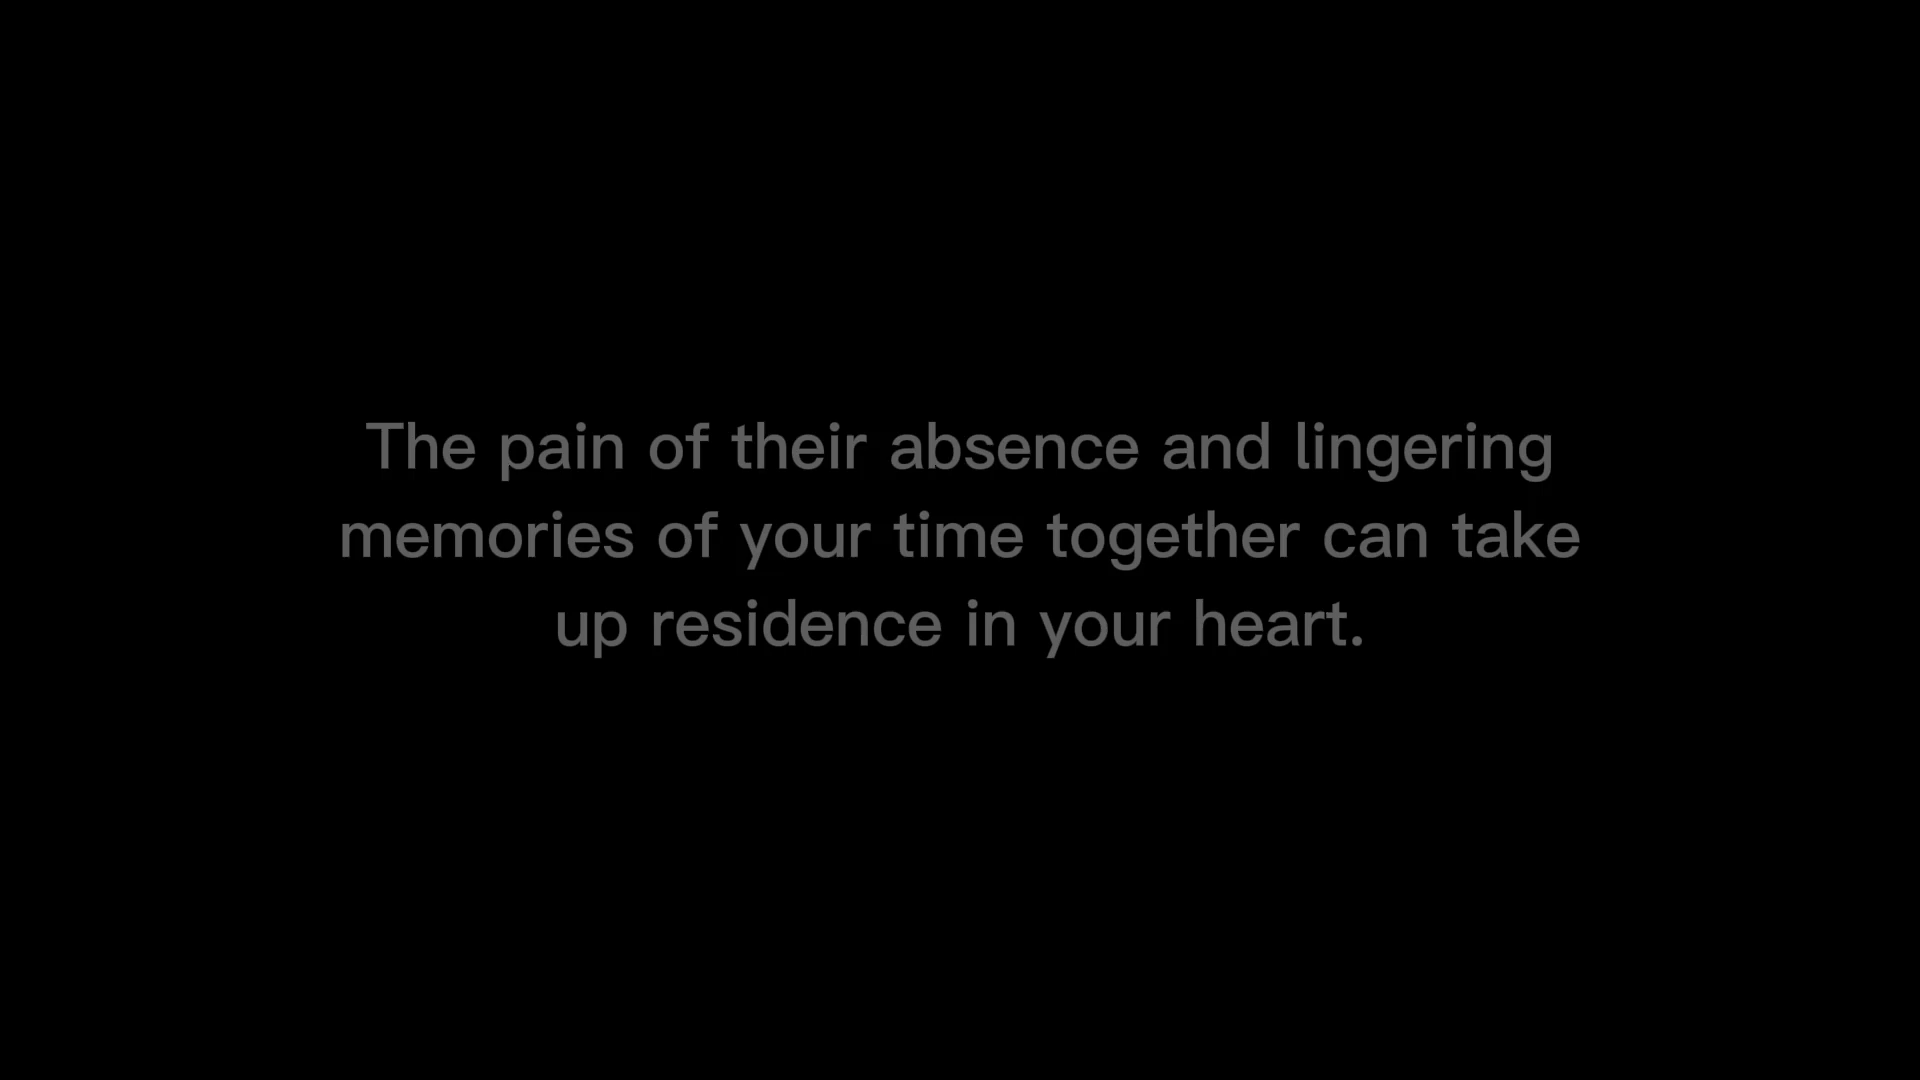 The pain of their absence and lingering
memories of your time together can take
up residence in your heart.